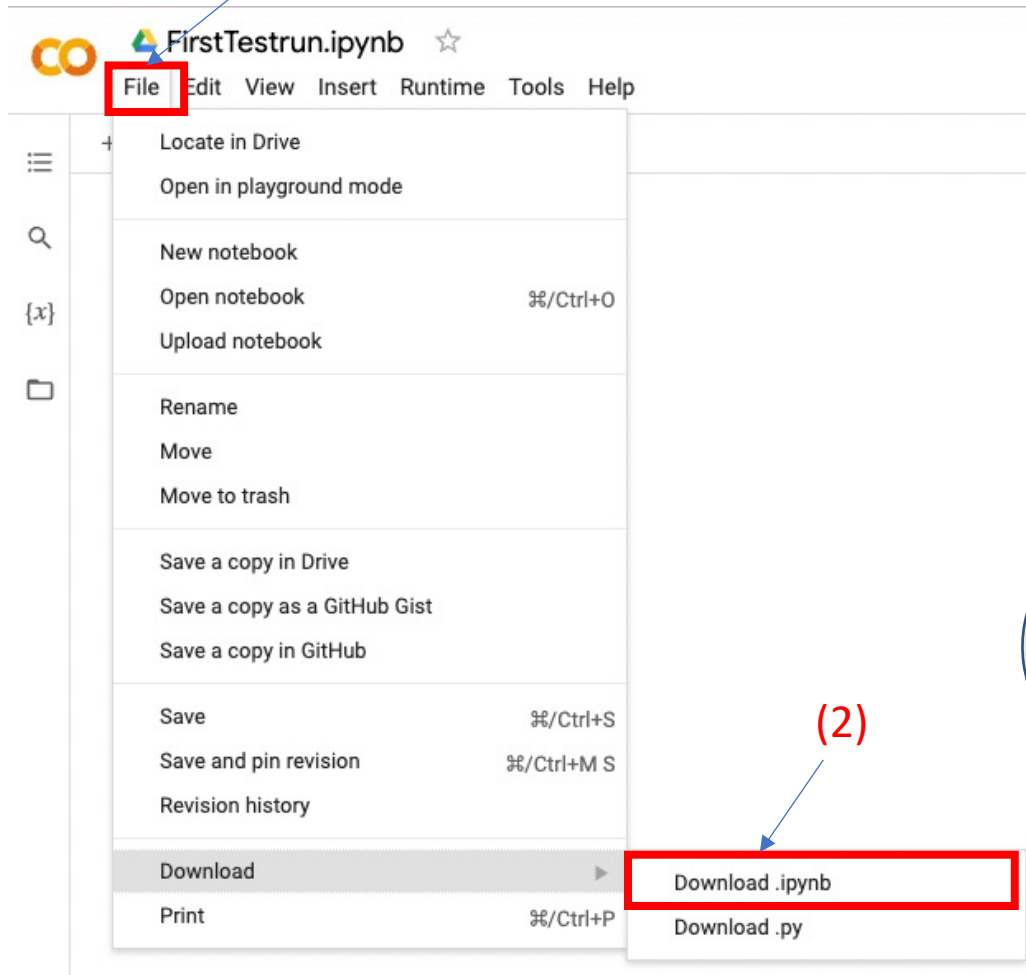 FirstTestrun.ipynb
File Edit View Insert Runtime Tools Help
Locate in Drive
Open in playground mode
New notebook
Open notebook ⌘/Ctrl+O
{x}
Upload notebook
Rename
Move
Move to trash
Save a copy in Drive
Save a copy as a GitHub Gist
Save a copy in GitHub
Save ⌘/Ctrl+S
(2)
Save and pin revision ⌘/Ctrl+M S
Revision history
Download
Download .ipynb
Print ⌘/Ctrl+P
Download .py